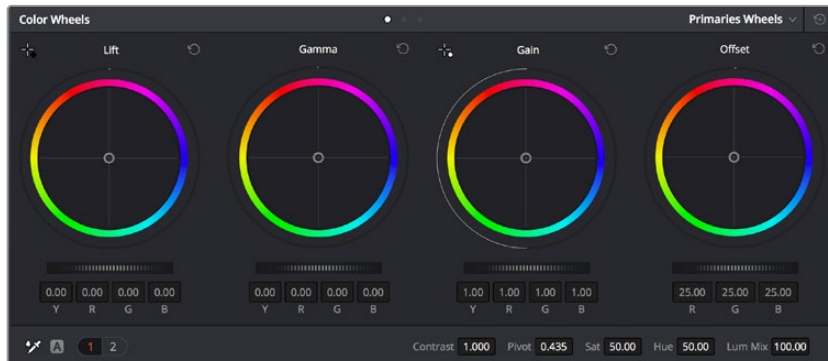 Color Wheels Primaries Wheels
Lift Gamma Gain Offset
0.00 0.00 0.00 0.00 0.00 0.00 0.00 0.00 1.00 1.00 1.00 1.00 25.00 25.00 25.00
Y R G B Y R G B Y R G B R G B
A 1 2 Contrast 1.000 Pivot 0.435 Sat 50.00 Hue 50.00 Lum Mix 100.00